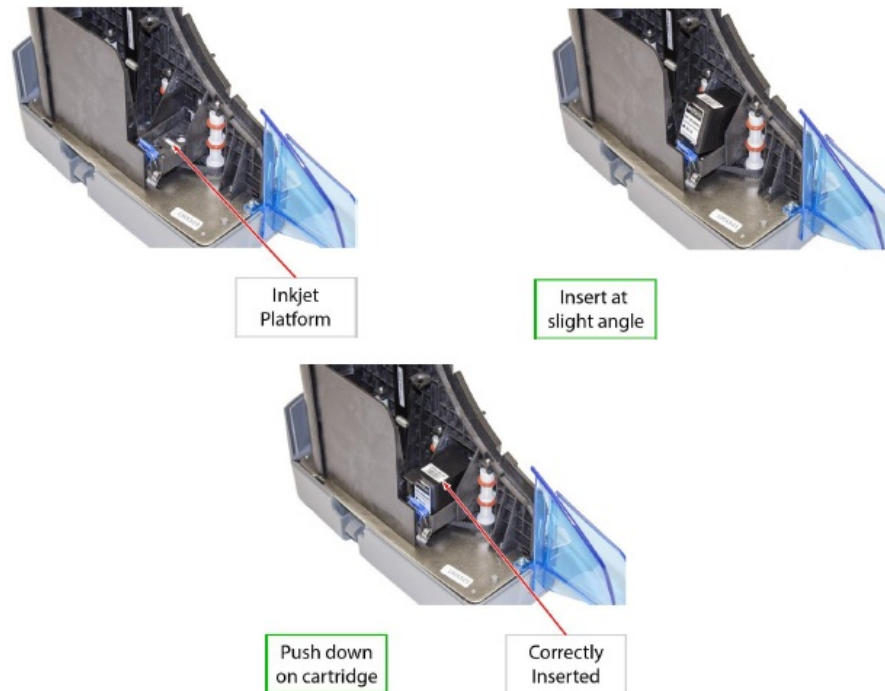 Inkjet
Platform
Insert at
slight angle
Push down
on cartridge
Correctly
Inserted